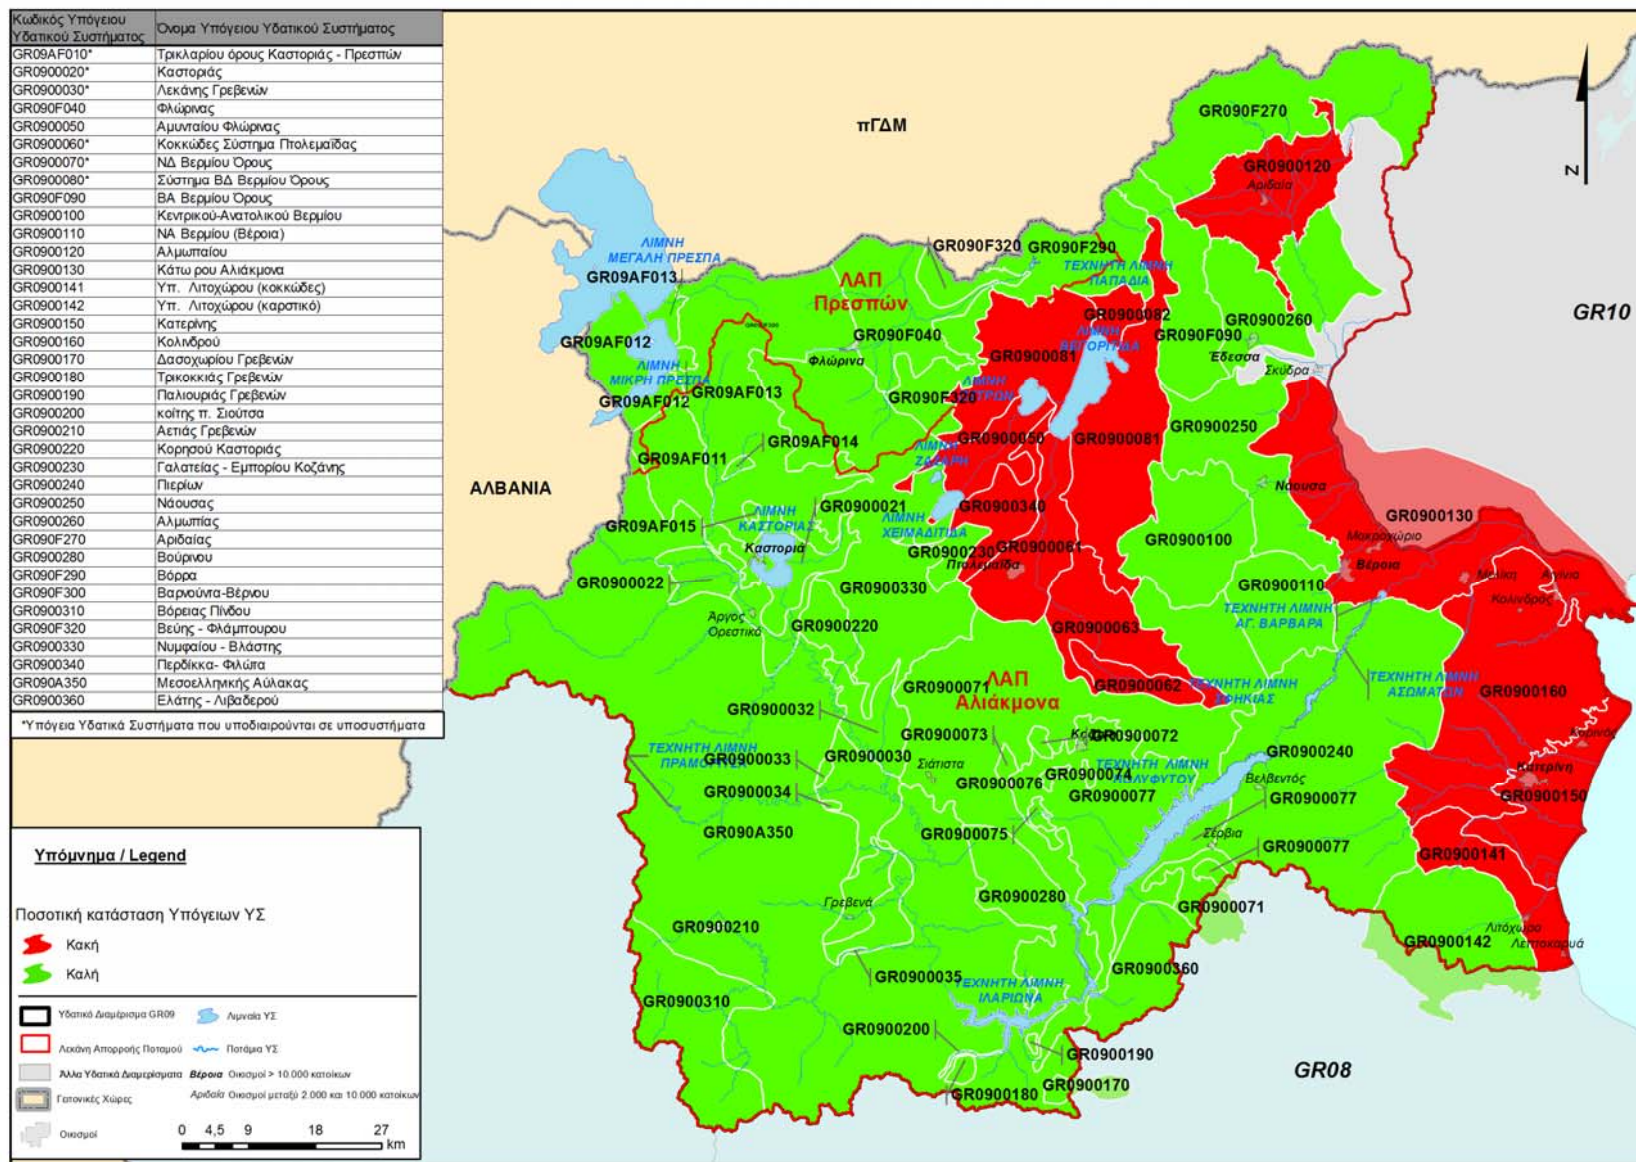 Κωδικός Υπόγειου Υδατικού Συστήματος Όνομα Υπόγειου Υδατικού Συστήματος
GR09AF010* Τρικλαρίου όρους Καστοριάς - Πρεσπών
GR0900020* Καστοριάς
GR0900030* Λεκάνης Γρεβενών
GR090F040 Φλώρινας
GR0900050 Αμυνταίου Φλώρινας
GR0900060* Κοκκώδες Σύστημα Πτολεμαΐδας
GR0900070* ΝΔ Βερμίου Όρους
GR0900080* Σύστημα ΒΔ Βερμίου Όρους
GR090F090 ΒΑ Βερμίου Όρους
GR0900100 Κεντρικού-Ανατολικού Βερμίου
GR0900110 ΝΑ Βερμίου (Βέροια)
GR0900120 Αλμωπαίου
GR0900130 Κάτω ρου Αλιάκμονα
GR0900141 Υπ. Λιτοχώρου (κοκκώδες)
GR0900142 Υπ. Λιτοχώρου (καρστικό)
GR0900150 Κατερίνης
GR0900160 Κολινδρού
GR0900170 Δασοχωρίου Γρεβενών
GR0900180 Τρικοκκιάς Γρεβενών
GR0900190 Παλιουριάς Γρεβενών
GR0900200 κοίτης π. Σιούτσα
GR0900210 Αετιάς Γρεβενών
GR0900220 Κορησού Καστοριάς
GR0900230 Γαλατείας - Εμπορίου Κοζάνης
GR0900240 Πιερίων
GR0900250 Νάουσας
GR0900260 Αλμωπίας
GR090F270 Αριδαίας
GR0900280 Βούρινου
GR090F290 Βόρρα
GR090F300 Βαρνούντα-Βέρνου
GR0900310 Βόρειας Πίνδου
GR090F320 Βεύης - Φλάμπουρου
GR0900330 Νυμφαίου - Βλάστης
GR0900340 Περδίκκα- Φιλώτα
GR090A350 Μεσοελληνικής Αύλακας
GR0900360 Ελάτης - Λιβαδερού
*Υπόγεια Υδατικά Συστήματα που υποδιαιρούνται σε υποσυστήματα
πΓΔΜ
ΑΛΒΑΝΙΑ
GR10
GR08
Z
GR090F270
GR0900120
Αριδαία
GR090F320
GR090F290
ΛΙΜΝΗ
ΜΕΓΑΛΗ ΠΡΕΣΠΑ
GR09AF013
ΛΑΠ
Πρεσπών
ΤΕΧΝΗΤΗ ΛΙΜΝΗ
ΠΑΠΑΔΙΑ
GR0900082
GR09AF012
GR090F040
GR090F090
GR0900260
ΛΙΜΝΗ
ΒΕΓΟΡΙΤΙΔΑ
GR0900081
Φλώρινα
Έδεσσα
Σκύδρα
ΛΙΜΝΗ
ΜΙΚΡΗ ΠΡΕΣΠΑ
GR09AF013
GR09AF012
ΛΙΜΝΗ
GR090F320
GR0900250
GR09AF014
GR0900050
GR0900081
ΛΙΜΝΗ
ΖΑΖΑΡΗ
GR09AF011
Νάουσα
GR0900021
GR0900340
ΛΙΜΝΗ
ΚΑΣΤΟΡΙΑΣ
GR09AF015
ΛΙΜΝΗ
ΧΕΙΜΑΔΙΤΙΔΑ
GR0900130
Μακροχώριο
Καστοριά
GR0900230
GR0900061
Πτολεμαΐδα
GR0900100
Βέροια
Μελίκη
Αιγίνιο
Κολινδρός
GR0900022
GR0900330
GR0900110
ΤΕΧΝΗΤΗ ΛΙΜΝΗ
ΑΓ. ΒΑΡΒΑΡΑ
Άργος
Ορεστικό
GR0900220
GR0900063
ΛΑΠ
Αλιάκμονα
GR0900071
GR0900062
ΤΕΧΝΗΤΗ ΛΙΜΝΗ
ΣΦΗΚΙΑΣ
ΤΕΧΝΗΤΗ ΛΙΜΝΗ
ΑΣΩΜΑΤΩΝ
GR0900160
GR0900032
GR0900073
GR0900072
GR0900240
ΤΕΧΝΗΤΗ ΛΙΜΝΗ
ΠΡΑΜΟΡΙΤΣΑ
GR0900033
GR0900030
Σιάτιστα
GR0900076
GR0900074
ΤΕΧΝΗΤΗ ΛΙΜΝΗ
ΠΟΛΥΦΥΤΟΥ
Βελβεντός
Κατερίνη
GR0900034
GR0900077
GR0900077
GR0900150
GR090A350
GR0900075
Σέρβια
GR0900077
GR0900141
GR0900280
GR0900071
Γρεβενά
GR0900210
Λιτόχωρο
Λεπτοκαρυά
GR0900142
GR0900035
GR0900360
GR0900310
ΤΕΧΝΗΤΗ ΛΙΜΝΗ
ΙΛΑΡΙΩΝΑ
GR0900200
GR0900190
GR0900170
GR0900180
Υπόμνημα / Legend
Ποσοτική κατάσταση Υπόγειων ΥΣ
Κακή
Καλή
Υδατικό Διαμέρισμα GR09 Λιμναία ΥΣ
Λεκάνη Απορροής Ποταμού Ποτάμια ΥΣ
Άλλα Υδατικά Διαμερίσματα Βέροια Οικισμοί > 10.000 κατοίκων
Γειτονικές Χώρες Αριδαία Οικισμοί μεταξύ 2.000 και 10.000 κατοίκων
Οικισμοί
0 4,5 9 18 27
km